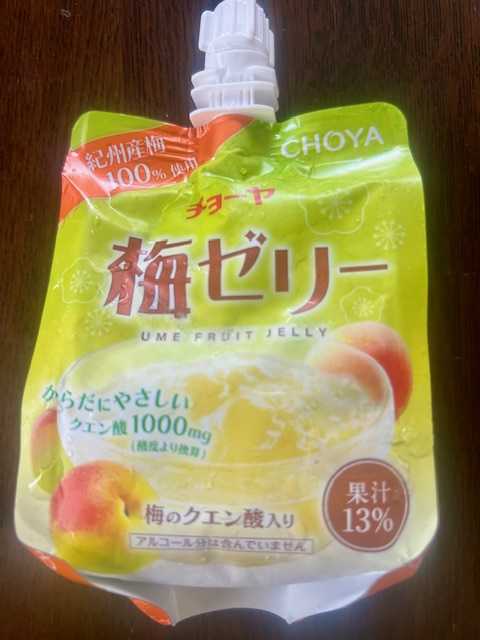 紀州産梅
100%使用
CHOYA
チョーヤ
梅ゼリー
UME FRUIT JELLY
からだにやさしい
クエン酸1000mg
(酸度より換算)
梅のクエン酸入り
アルコール分は含んでいません
果汁
13%